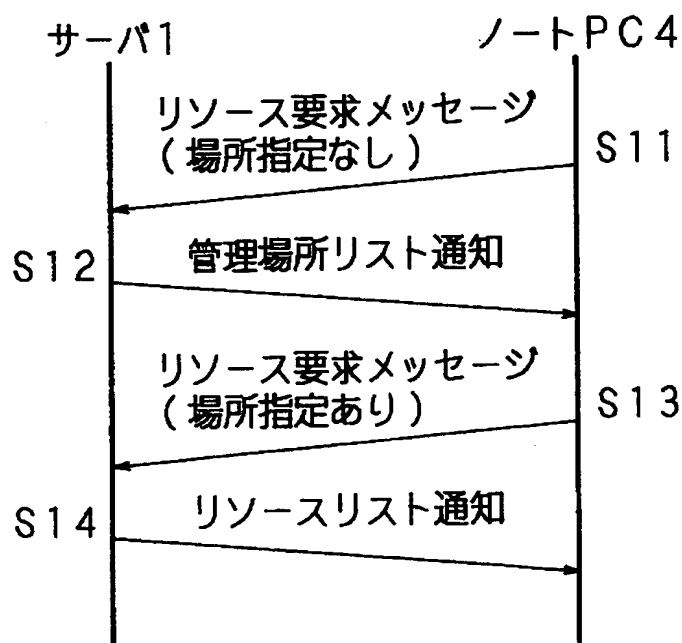 サーバ1
ノートPC4
リソース要求メッセージ
(場所指定なし)
S11
管理場所リスト通知
S12
リソース要求メッセージ
(場所指定あり)
S13
リソースリスト通知
S14